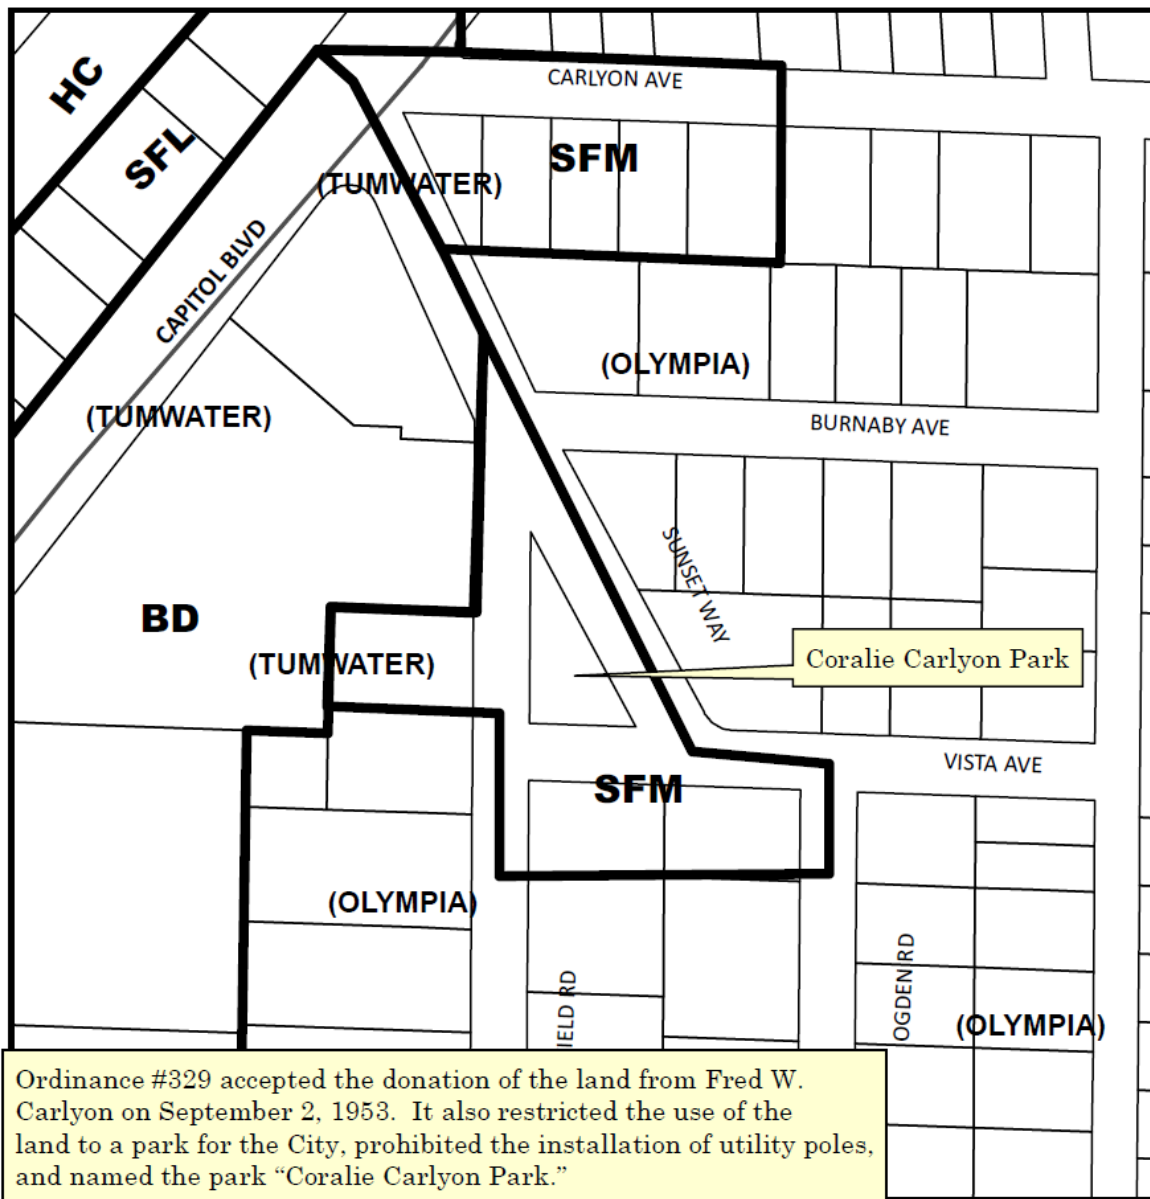 HC
CARLYON AVE
SFL
SFM
(TUMWATER)
CAPITOL BLVD
(OLYMPIA)
(TUMWATER)
BURNABY AVE
SUNSET WAY
BD
(TUMWATER)
Coralie Carlyon Park
VISTA AVE
SFM
(OLYMPIA)
IELD RD
OGDEN RD
(OLYMPIA)
Ordinance #329 accepted the donation of the land from Fred W.
Carlyon on September 2, 1953. It also restricted the use of the
land to a park for the City, prohibited the installation of utility poles,
and named the park “Coralie Carlyon Park.”